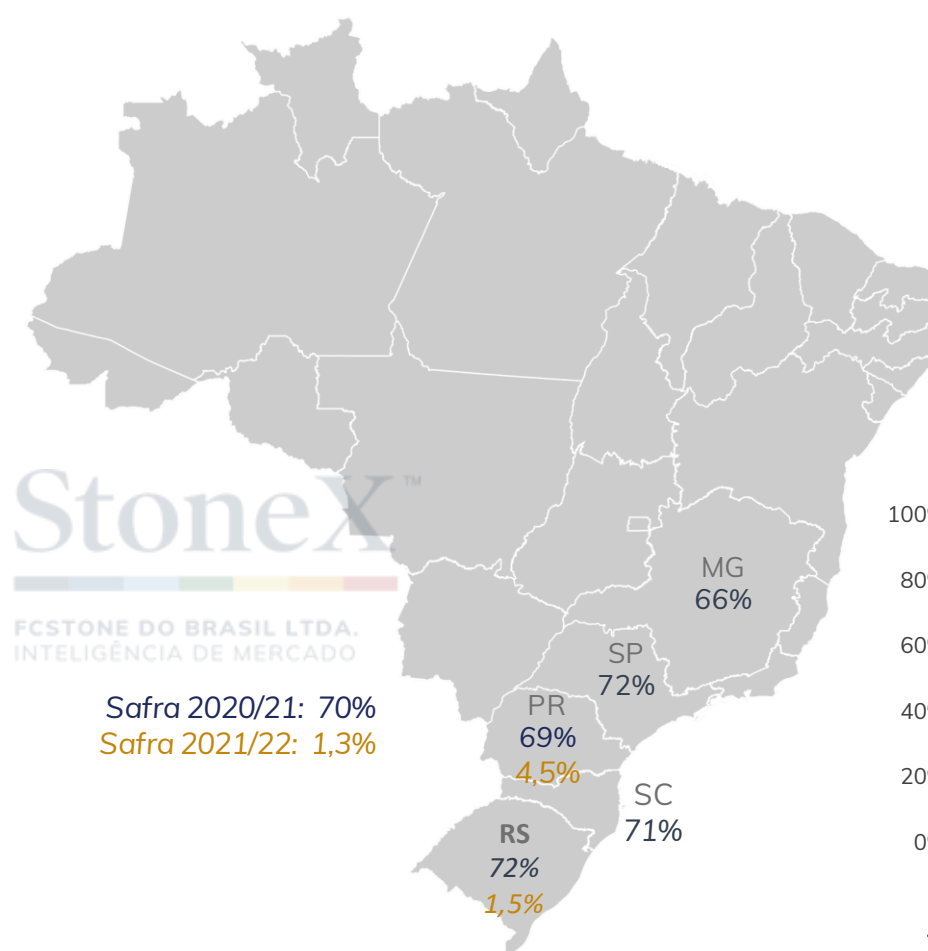 StoneX™
FCSTONE DO BRASIL LTDA.
INTELIGÊNCIA DE MERCADO
Safra 2020/21: 70%
Safra 2021/22: 1,3%
MG
66%
SP
72%
PR
69%
4,5%
SC
71%
RS
72%
1,5%
100%
80%
60%
40%
20%
0%